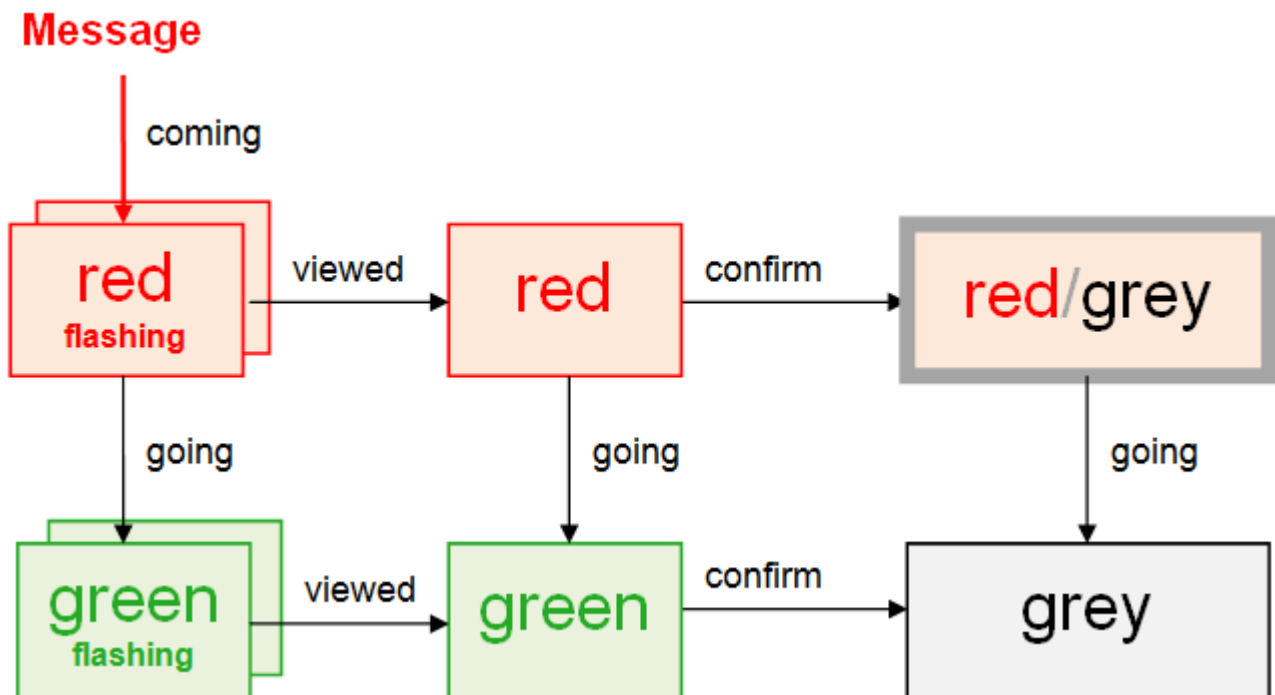 Message
coming
red
flashing
viewed
red
confirm
red/grey
going
going
going
green
flashing
viewed
green
confirm
grey